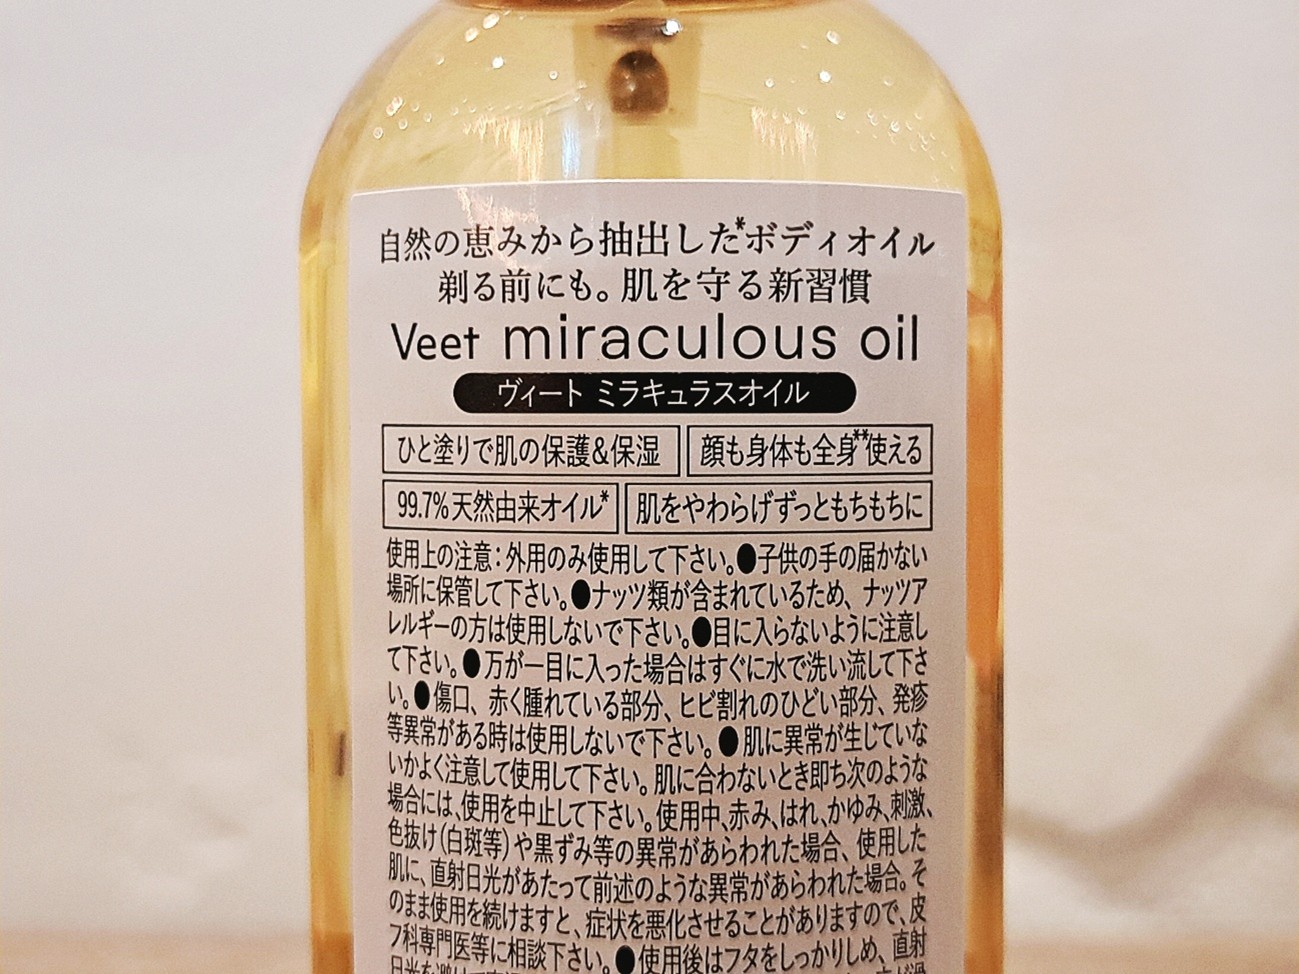 自然の恵みから抽出した*ボディオイル
剃る前にも。肌を守る新習慣
Veet miraculous oil
ヴィート ミラキュラスオイル
ひと塗りで肌の保護&保湿 顔も身体も全身**使える
99.7%天然由来オイル* 肌をやわらげずっともちもちに
使用上の注意：外用のみ使用して下さい。●子供の手の届かない
場所に保管して下さい。●ナッツ類が含まれているため、ナッツア
レルギーの方は使用しないで下さい。●目に入らないように注意し
て下さい。●万が一目に入った場合はすぐに水で洗い流して下さ
い。●傷口、赤く腫れている部分、ヒビ割れのひどい部分、発疹
等異常がある時は使用しないで下さい。●肌に異常が生じていな
いかよく注意して使用して下さい。肌に合わないとき即ち次のような
場合には、使用を中止して下さい。使用中、赤み、はれ、かゆみ、刺激、
色抜け(白斑等)や黒ずみ等の異常があらわれた場合、使用した
肌に、直射日光があたって前述のような異常があらわれた場合。そ
のまま使用を続けますと、症状を悪化させることがありますので、皮
フ科専門医等に相談下さい。●使用後はフタをしっかりしめ、直射
日光を避けて